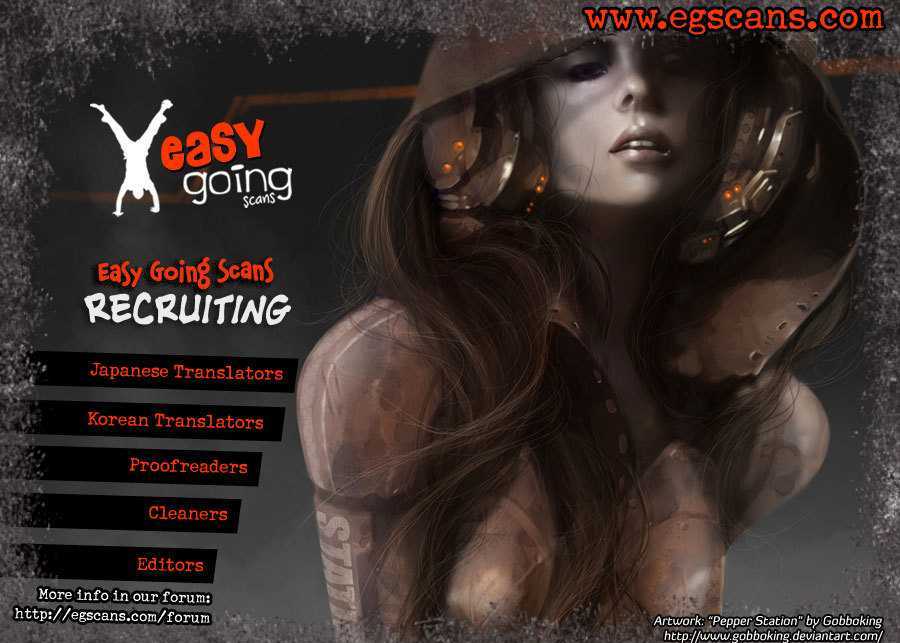 www.egscans.com
easy
going
scans
Easy Going Scans
RECRUITING
Japanese Translators
Korean Translators
Proofreaders
Cleaners
Editors
More info in our forum:
http://egscans.com/forum
Artwork: "Pepper Station" by Gobboking
http://www.gobboking.deviantart.com/